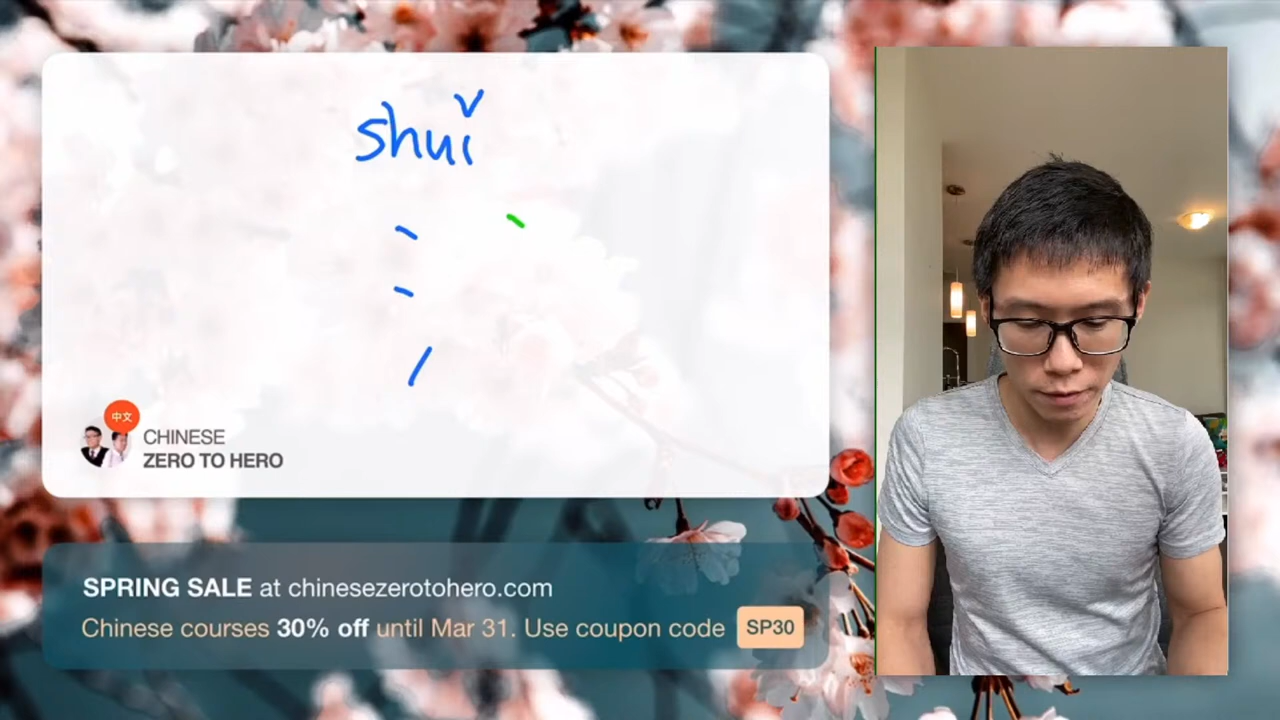 shuǐ
中文
CHINESE
ZERO TO HERO
SPRING SALE at chinesezerotohero.com
Chinese courses 30% off until Mar 31. Use coupon code SP30